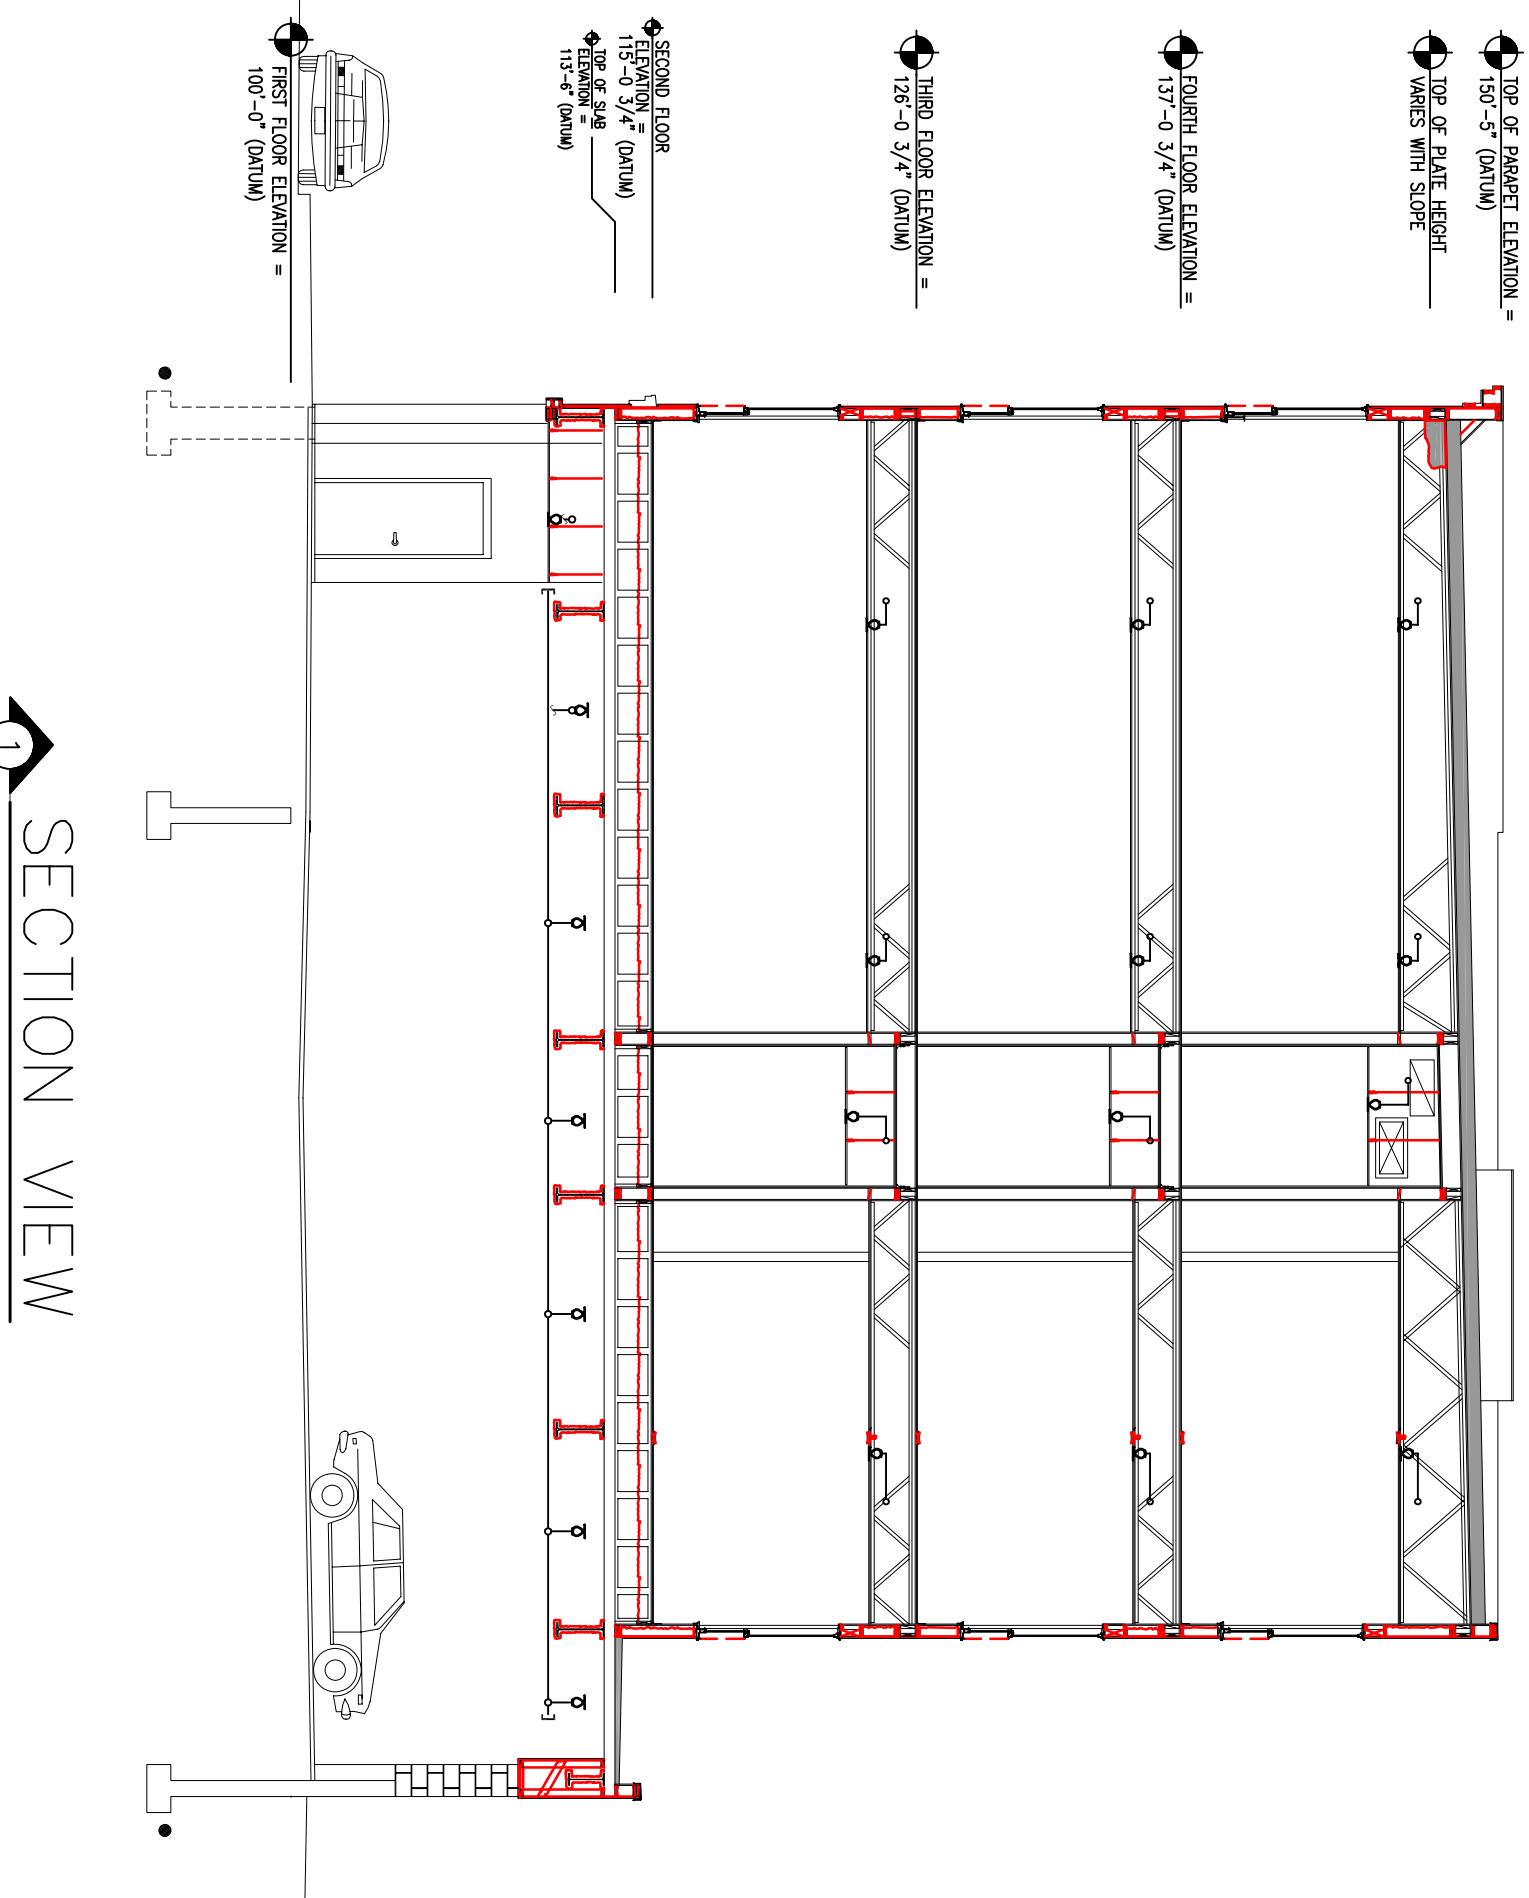 TOP OF PARAPET ELEVATION =
150'-5" (DATUM)
TOP OF PLATE HEIGHT
VARIES WITH SLOPE
FOURTH FLOOR ELEVATION =
137'-0 3/4" (DATUM)
THIRD FLOOR ELEVATION =
126'-0 3/4" (DATUM)
SECOND FLOOR
ELEVATION =
115'-0 3/4" (DATUM)
TOP OF SLAB
ELEVATION =
113'-6" (DATUM)
FIRST FLOOR ELEVATION =
100'-0" (DATUM)
1
SECTION VIEW